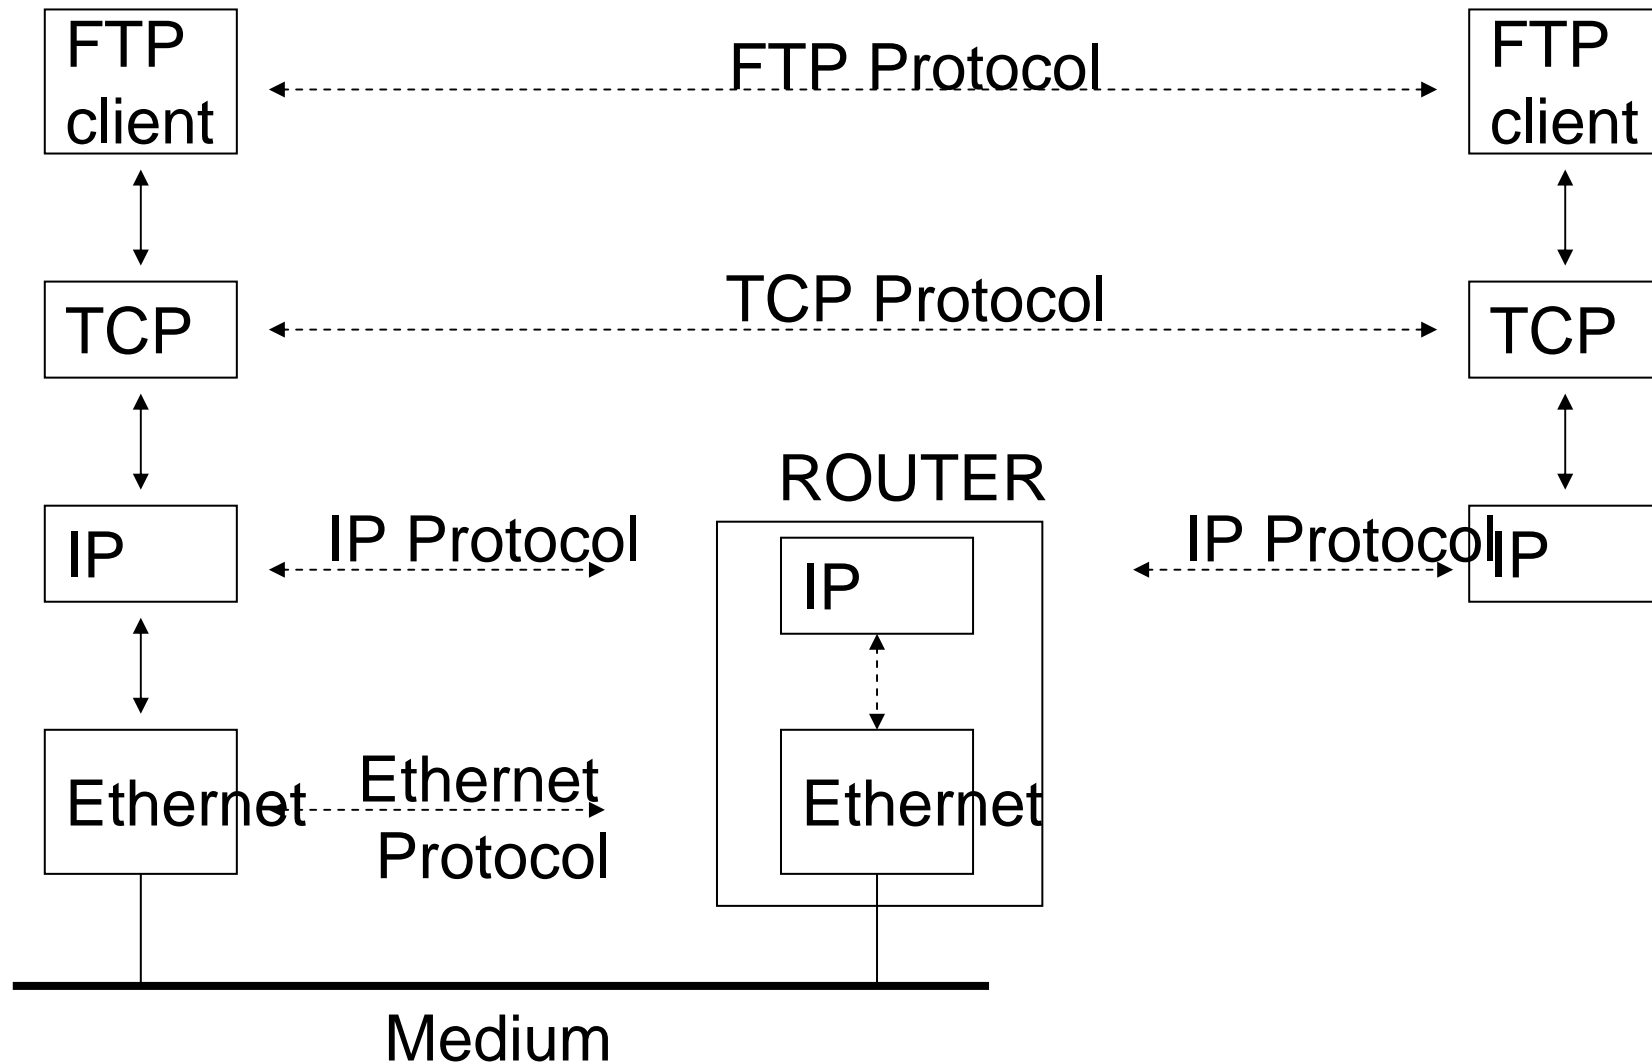 FTP
client
FTP Protocol
FTP
client
TCP
TCP Protocol
TCP
ROUTER
IP
IP Protocol
IP
IP Protocol
IP
Ethernet
Ethernet
Protocol
Ethernet
Medium